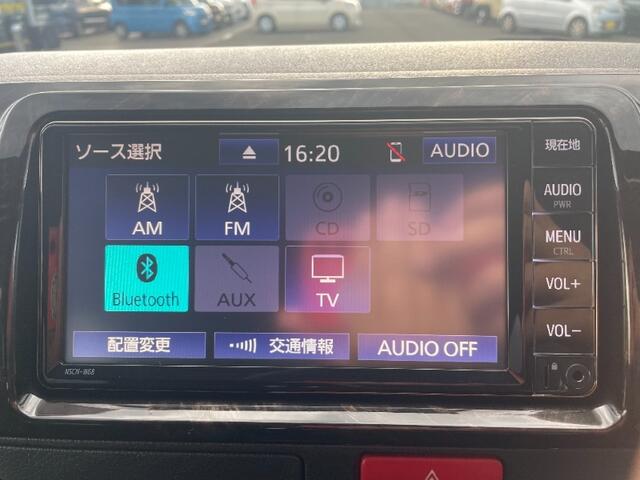 ソース選択
16:20
AUDIO
AM
FM
CD
SD
Bluetooth
AUX
TV
配置変更
交通情報
AUDIO OFF
現在地
AUDIO
PWR
MENU
CTRL
VOL+
VOL−
NSCN-W68